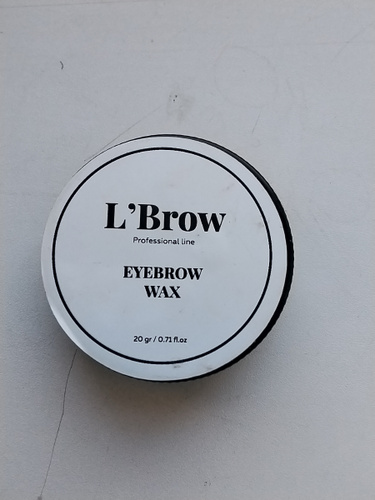 L'Brow
Professional line
EYEBROW
WAX
20 gr / 0.71 fl.oz